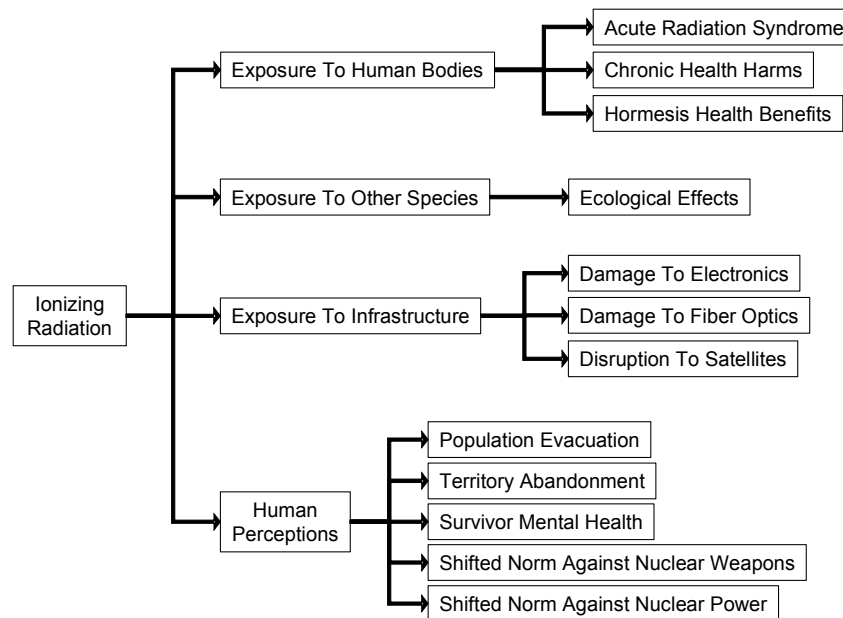 Ionizing
Radiation
Exposure To Human Bodies
Acute Radiation Syndrome
Chronic Health Harms
Hormesis Health Benefits
Exposure To Other Species
Ecological Effects
Exposure To Infrastructure
Damage To Electronics
Damage To Fiber Optics
Disruption To Satellites
Human
Perceptions
Population Evacuation
Territory Abandonment
Survivor Mental Health
Shifted Norm Against Nuclear Weapons
Shifted Norm Against Nuclear Power